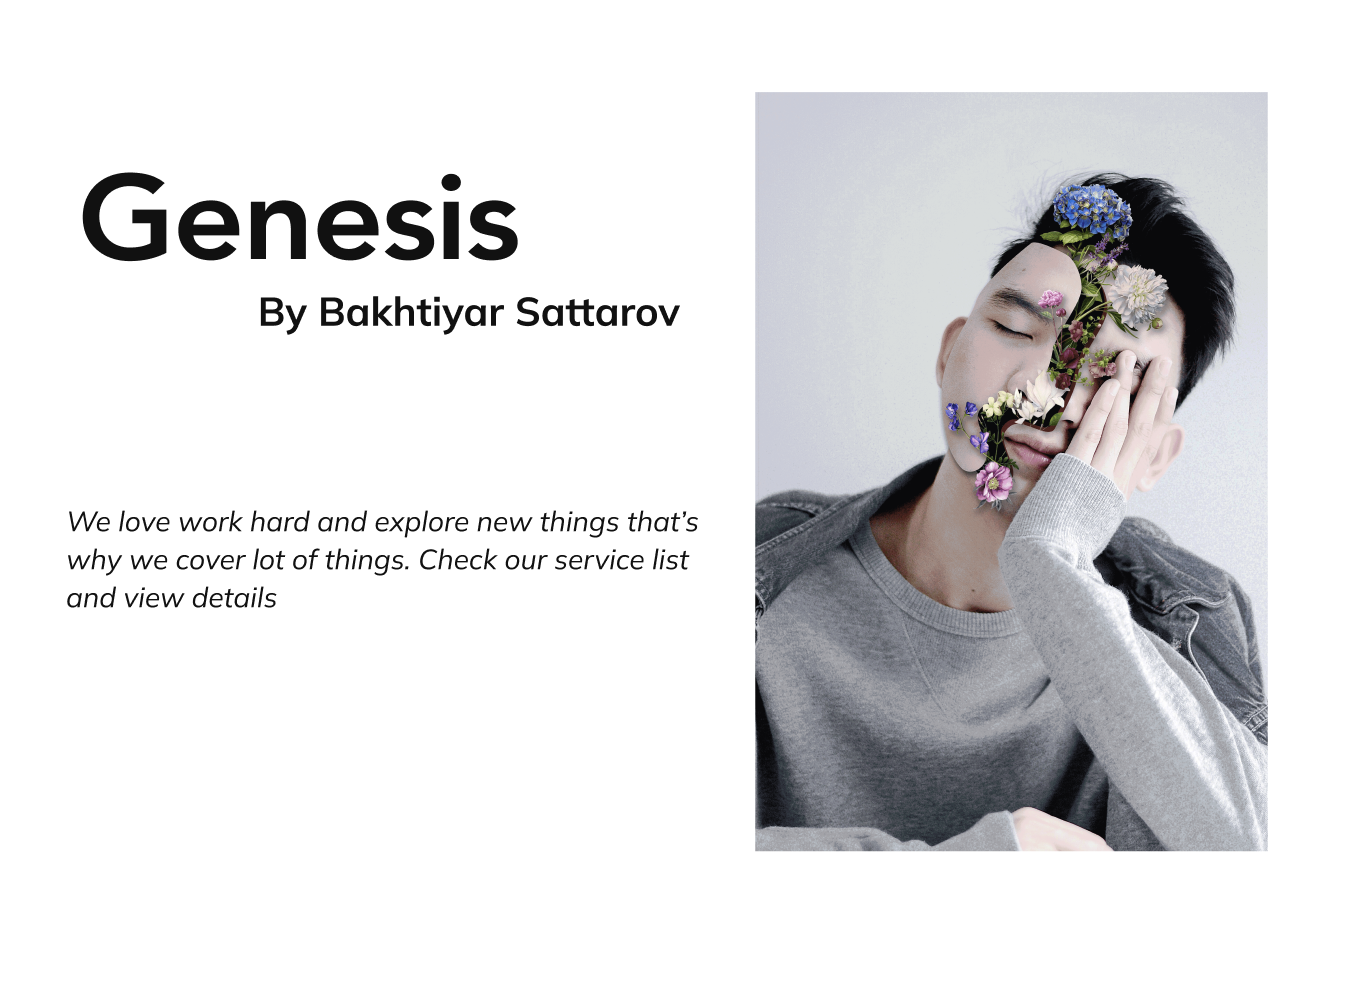 Genesis
By Bakhtiyar Sattarov
We love work hard and explore new things that’s
why we cover lot of things. Check our service list
and view details